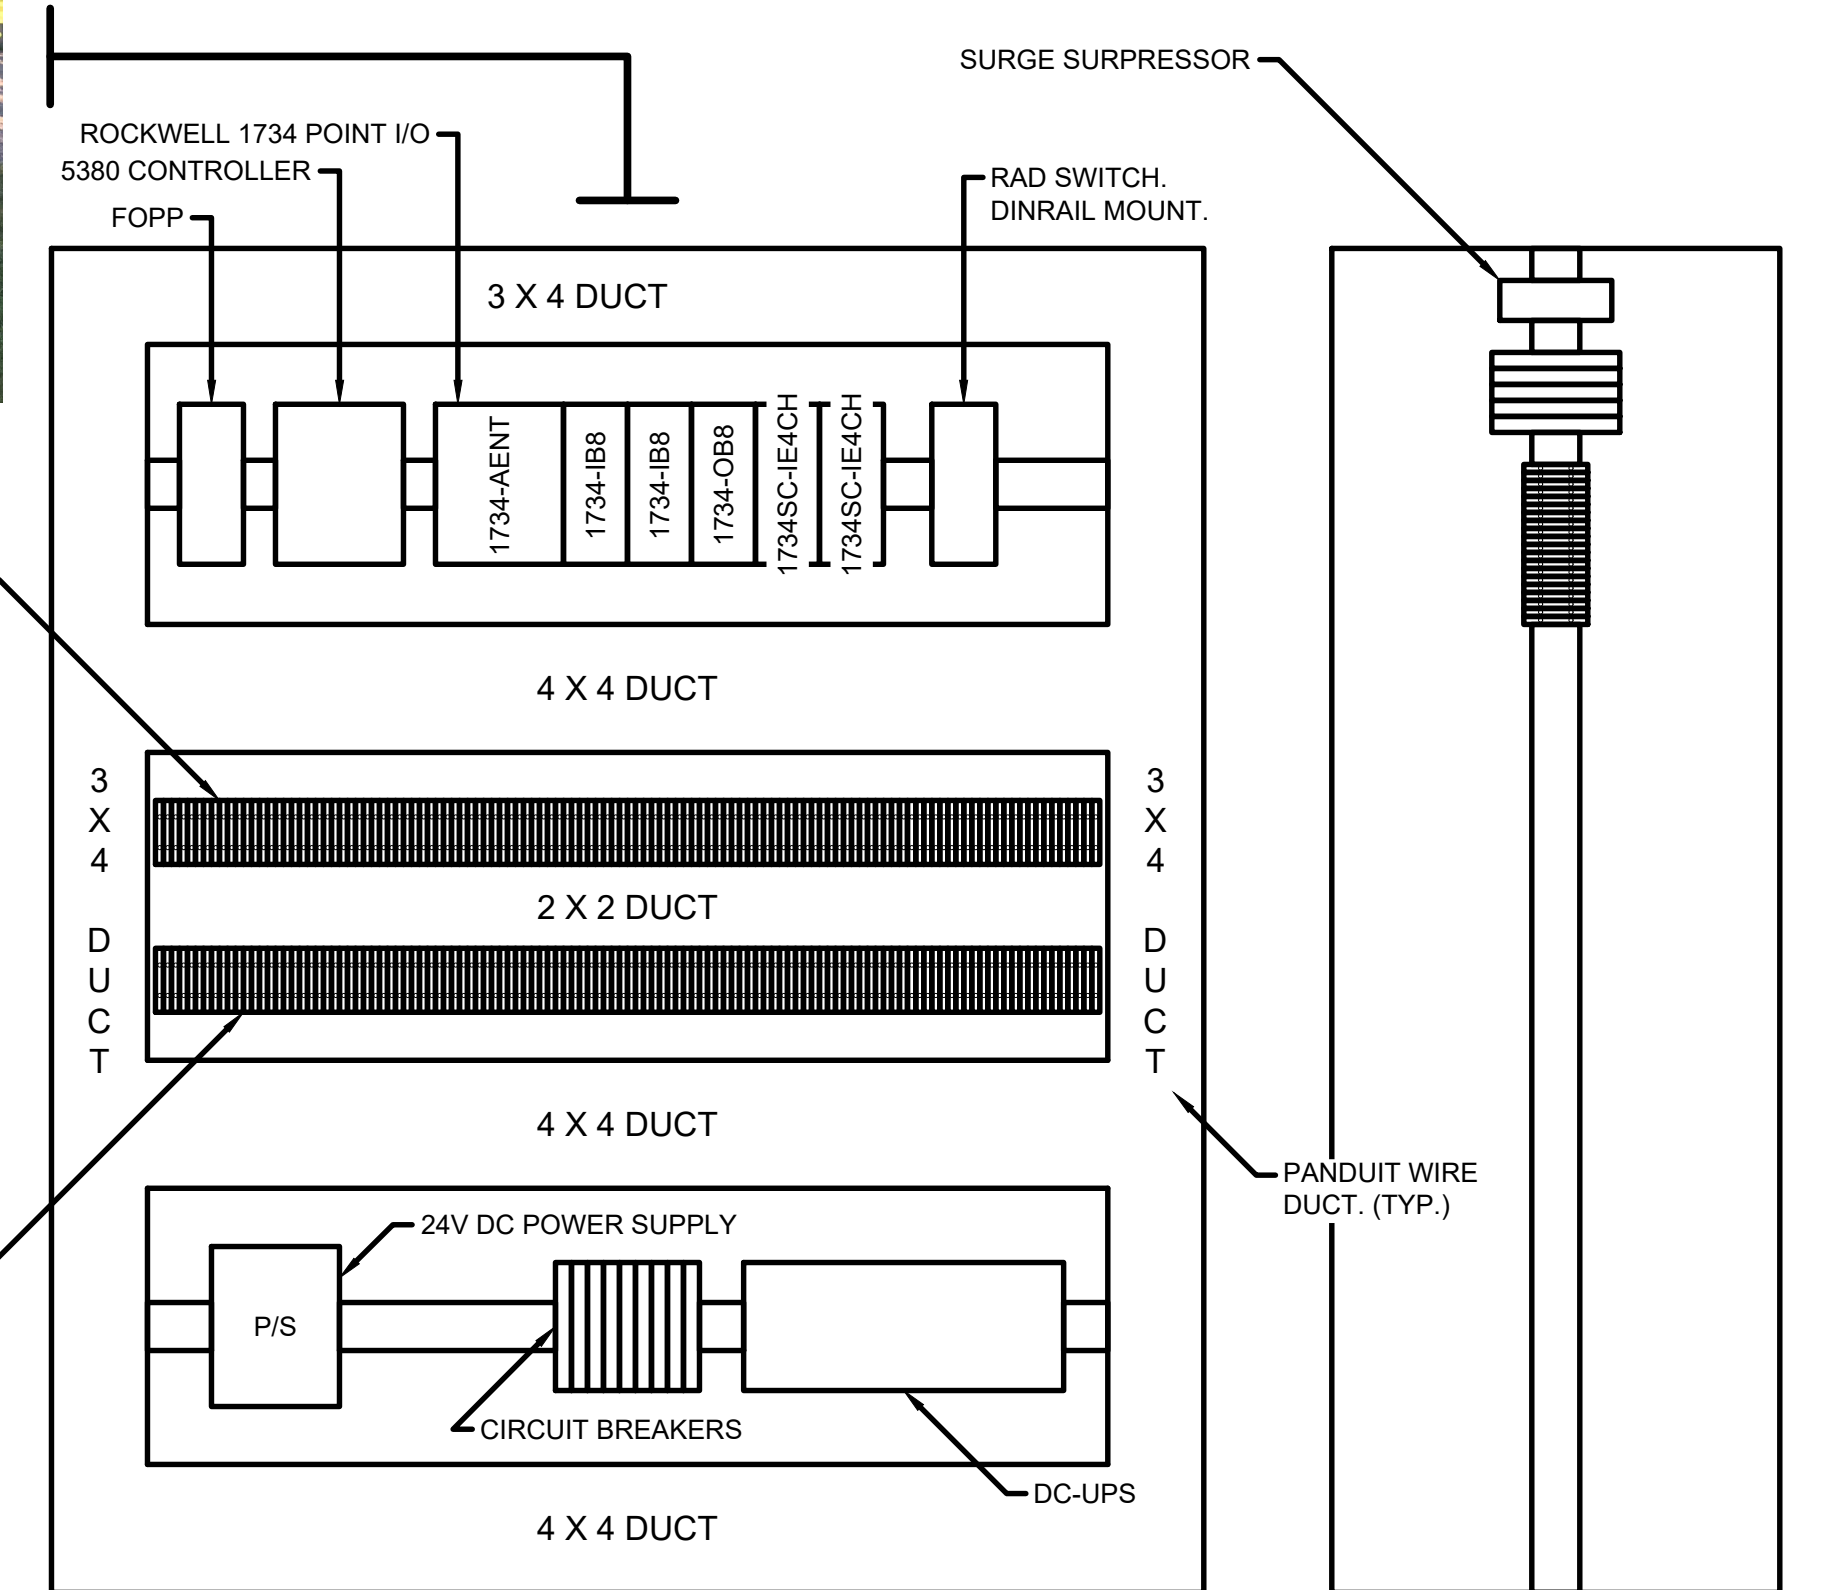 SURGE SURPRESSOR
ROCKWELL 1734 POINT I/O
5380 CONTROLLER
FOPP
RAD SWITCH.
DINRAIL MOUNT.
3 X 4 DUCT
1734-AENT
1734-IB8
1734-IB8
1734-OB8
1734SC-IE4CH
1734SC-IE4CH
4 X 4 DUCT
3 X 4 DUCT
2 X 2 DUCT
3 X 4 DUCT
4 X 4 DUCT
PANDUIT WIRE
DUCT. (TYP.)
24V DC POWER SUPPLY
P/S
CIRCUIT BREAKERS
DC-UPS
4 X 4 DUCT